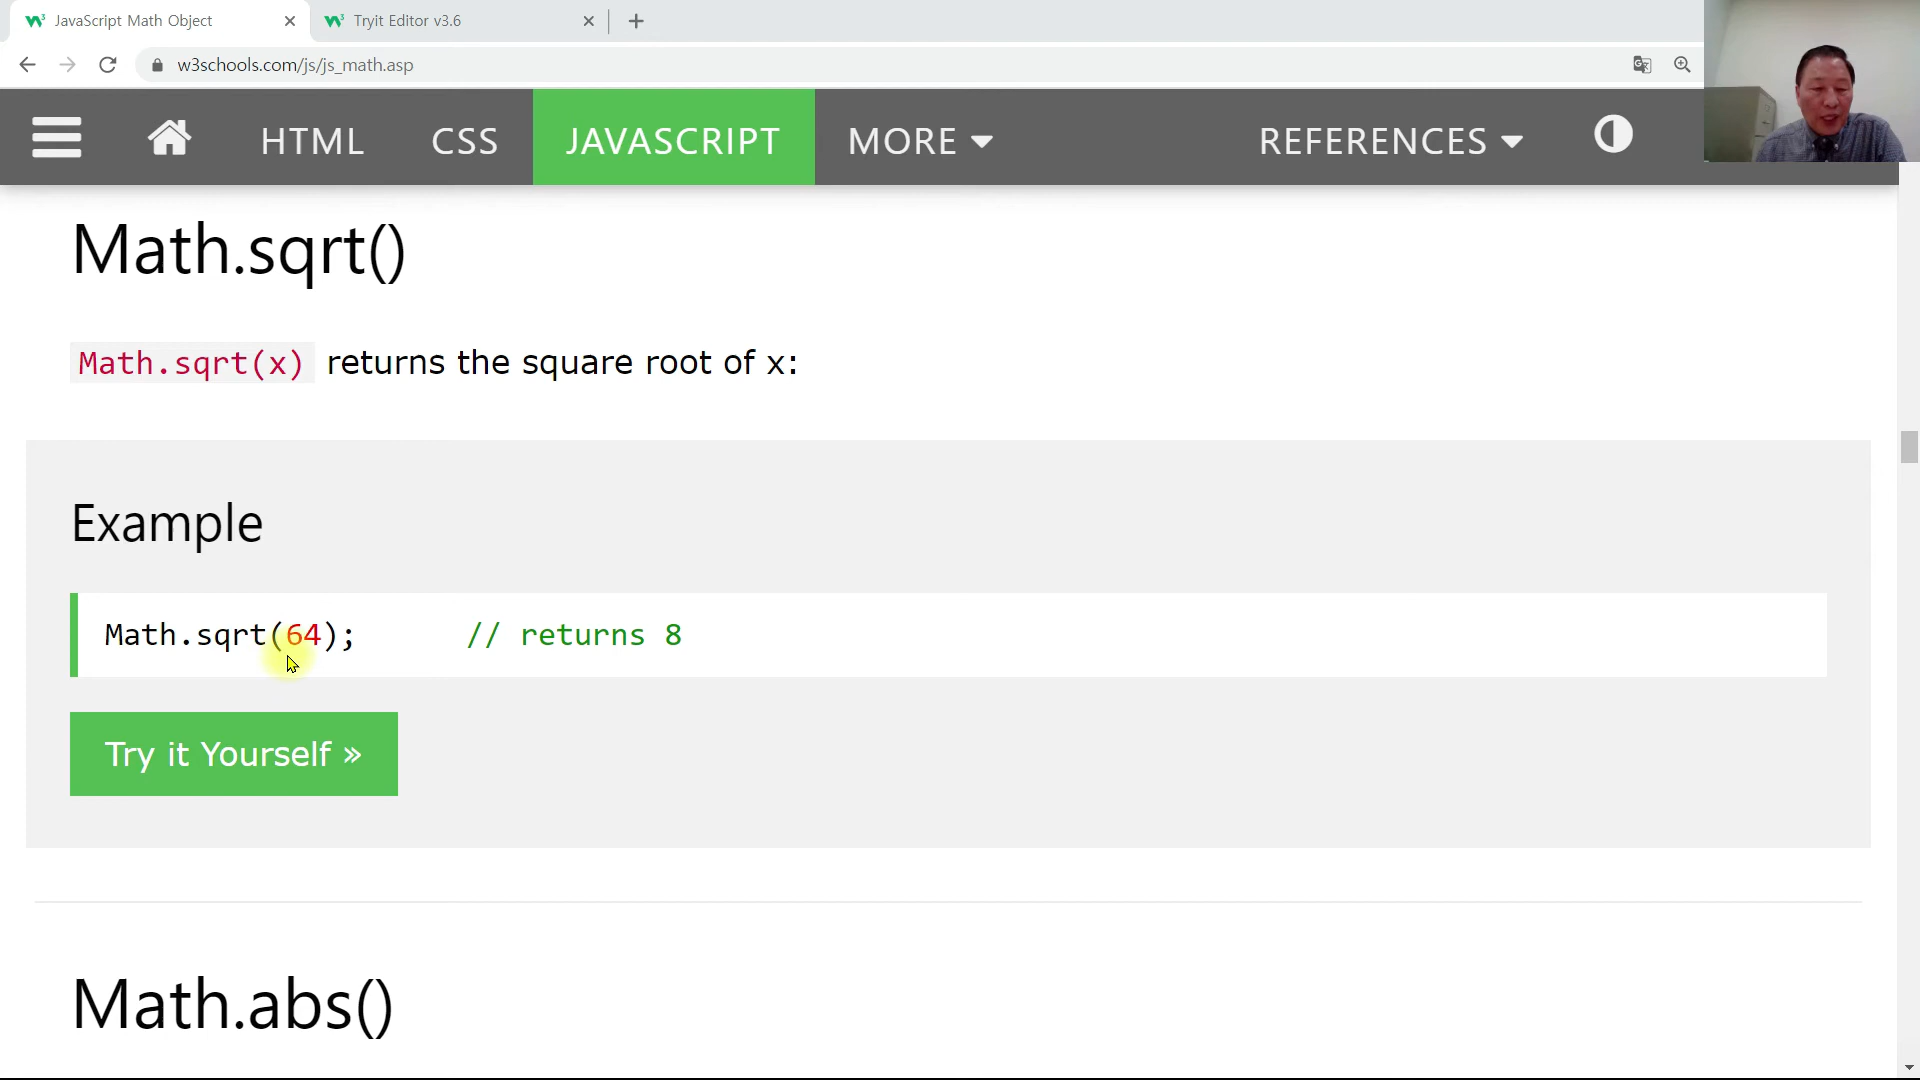 JavaScript Math Object
Tryit Editor v3.6
w3schools.com/js/js_math.asp
HTML CSS JAVASCRIPT MORE REFERENCES
Math.sqrt()
Math.sqrt(x) returns the square root of x:
Example
Math.sqrt(64); // returns 8
Try it Yourself »
Math.abs()